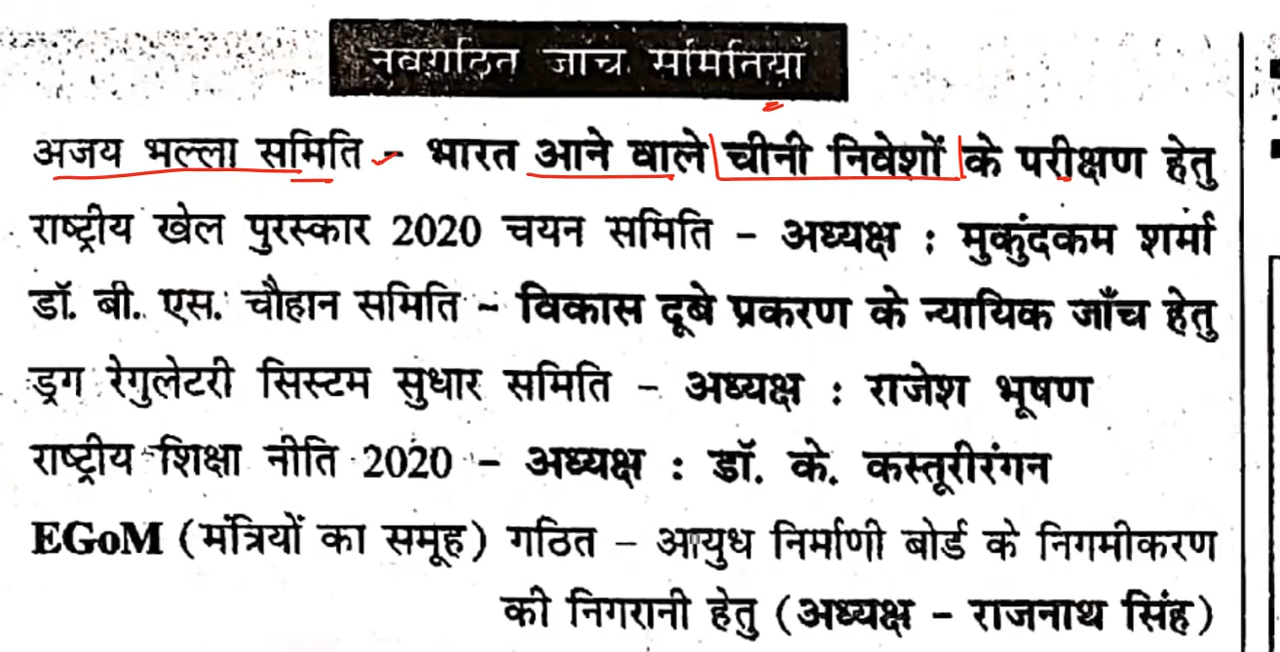 नवगठित जाँच समितियाँ
अजय भल्ला समिति - भारत आने वाले चीनी निवेशों के परीक्षण हेतु
राष्ट्रीय खेल पुरस्कार 2020 चयन समिति - अध्यक्ष : मुकुंदकम शर्मा
डॉ. बी. एस. चौहान समिति - विकास दूबे प्रकरण के न्यायिक जाँच हेतु
ड्रग रेगुलेटरी सिस्टम सुधार समिति - अध्यक्ष : राजेश भूषण
राष्ट्रीय शिक्षा नीति 2020 - अध्यक्ष : डॉ. के. कस्तूरीरंगन
EGoM (मंत्रियों का समूह) गठित - आयुध निर्माणी बोर्ड के निगमीकरण
की निगरानी हेतु (अध्यक्ष - राजनाथ सिंह)